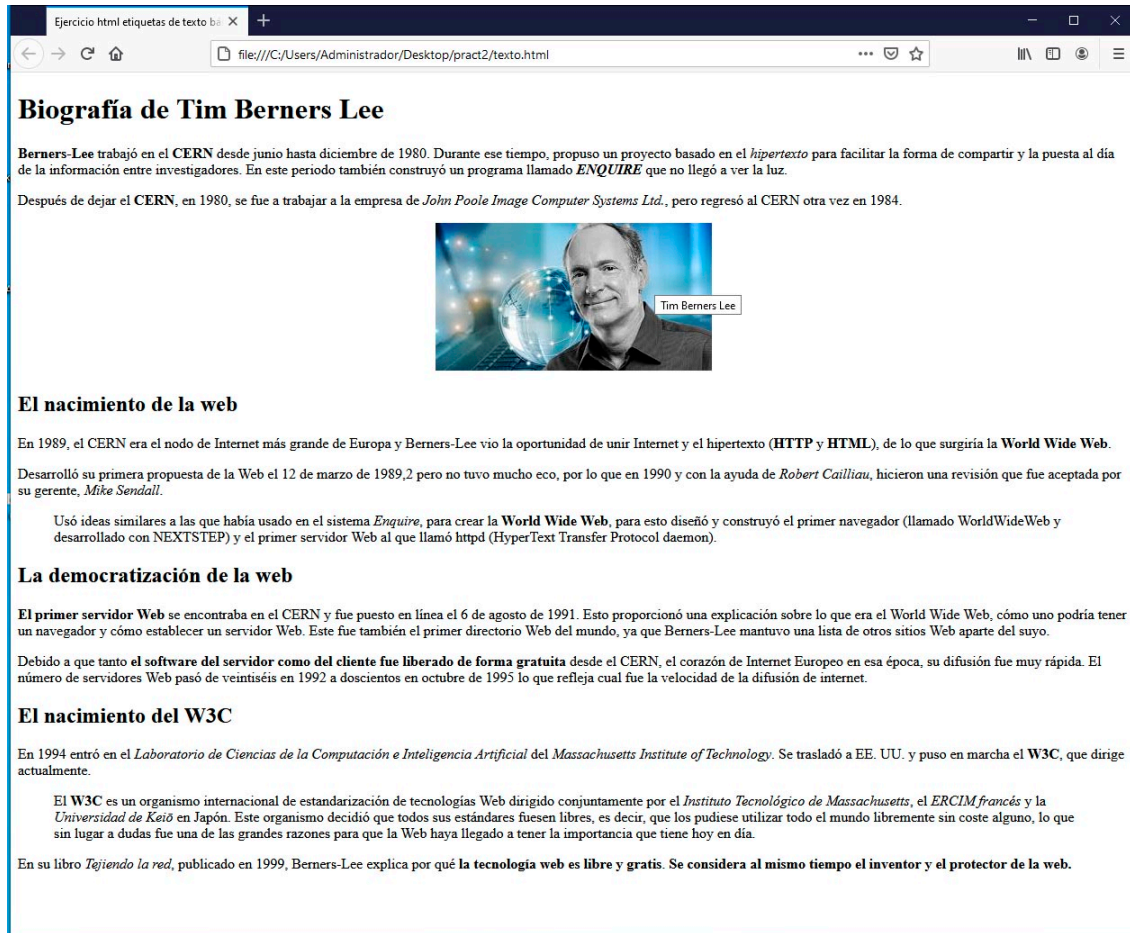 Ejercicio html etiquetas de texto bá
file:///C:/Users/Administrador/Desktop/pract2/texto.html
Biografía de Tim Berners Lee
Berners-Lee trabajó en el CERN desde junio hasta diciembre de 1980. Durante ese tiempo, propuso un proyecto basado en el hipertexto para facilitar la forma de compartir y la puesta al día
de la información entre investigadores. En este periodo también construyó un programa llamado ENQUIRE que no llegó a ver la luz.
Después de dejar el CERN, en 1980, se fue a trabajar a la empresa de John Poole Image Computer Systems Ltd., pero regresó al CERN otra vez en 1984.
Tim Berners Lee
El nacimiento de la web
En 1989, el CERN era el nodo de Internet más grande de Europa y Berners-Lee vio la oportunidad de unir Internet y el hipertexto (HTTP y HTML), de lo que surgiría la World Wide Web.
Desarrolló su primera propuesta de la Web el 12 de marzo de 1989,2 pero no tuvo mucho eco, por lo que en 1990 y con la ayuda de Robert Cailliau, hicieron una revisión que fue aceptada por
su gerente, Mike Sendall.
Usó ideas similares a las que había usado en el sistema Enquire, para crear la World Wide Web, para esto diseñó y construyó el primer navegador (llamado WorldWideWeb y
desarrollado con NEXTSTEP) y el primer servidor Web al que llamó httpd (HyperText Transfer Protocol daemon).
La democratización de la web
El primer servidor Web se encontraba en el CERN y fue puesto en línea el 6 de agosto de 1991. Esto proporcionó una explicación sobre lo que era el World Wide Web, cómo uno podría tener
un navegador y cómo establecer un servidor Web. Este fue también el primer directorio Web del mundo, ya que Berners-Lee mantuvo una lista de otros sitios Web aparte del suyo.
Debido a que tanto el software del servidor como del cliente fue liberado de forma gratuita desde el CERN, el corazón de Internet Europeo en esa época, su difusión fue muy rápida. El
número de servidores Web pasó de veintiséis en 1992 a doscientos en octubre de 1995 lo que refleja cual fue la velocidad de la difusión de internet.
El nacimiento del W3C
En 1994 entró en el Laboratorio de Ciencias de la Computación e Inteligencia Artificial del Massachusetts Institute of Technology. Se trasladó a EE. UU. y puso en marcha el W3C, que dirige
actualmente.
El W3C es un organismo internacional de estandarización de tecnologías Web dirigido conjuntamente por el Instituto Tecnológico de Massachusetts, el ERCIM francés y la
Universidad de Keiō en Japón. Este organismo decidió que todos sus estándares fuesen libres, es decir, que los pudiese utilizar todo el mundo libremente sin coste alguno, lo que
sin lugar a dudas fue una de las grandes razones para que la Web haya llegado a tener la importancia que tiene hoy en día.
En su libro Tejiendo la red, publicado en 1999, Berners-Lee explica por qué la tecnología web es libre y gratis. Se considera al mismo tiempo el inventor y el protector de la web.